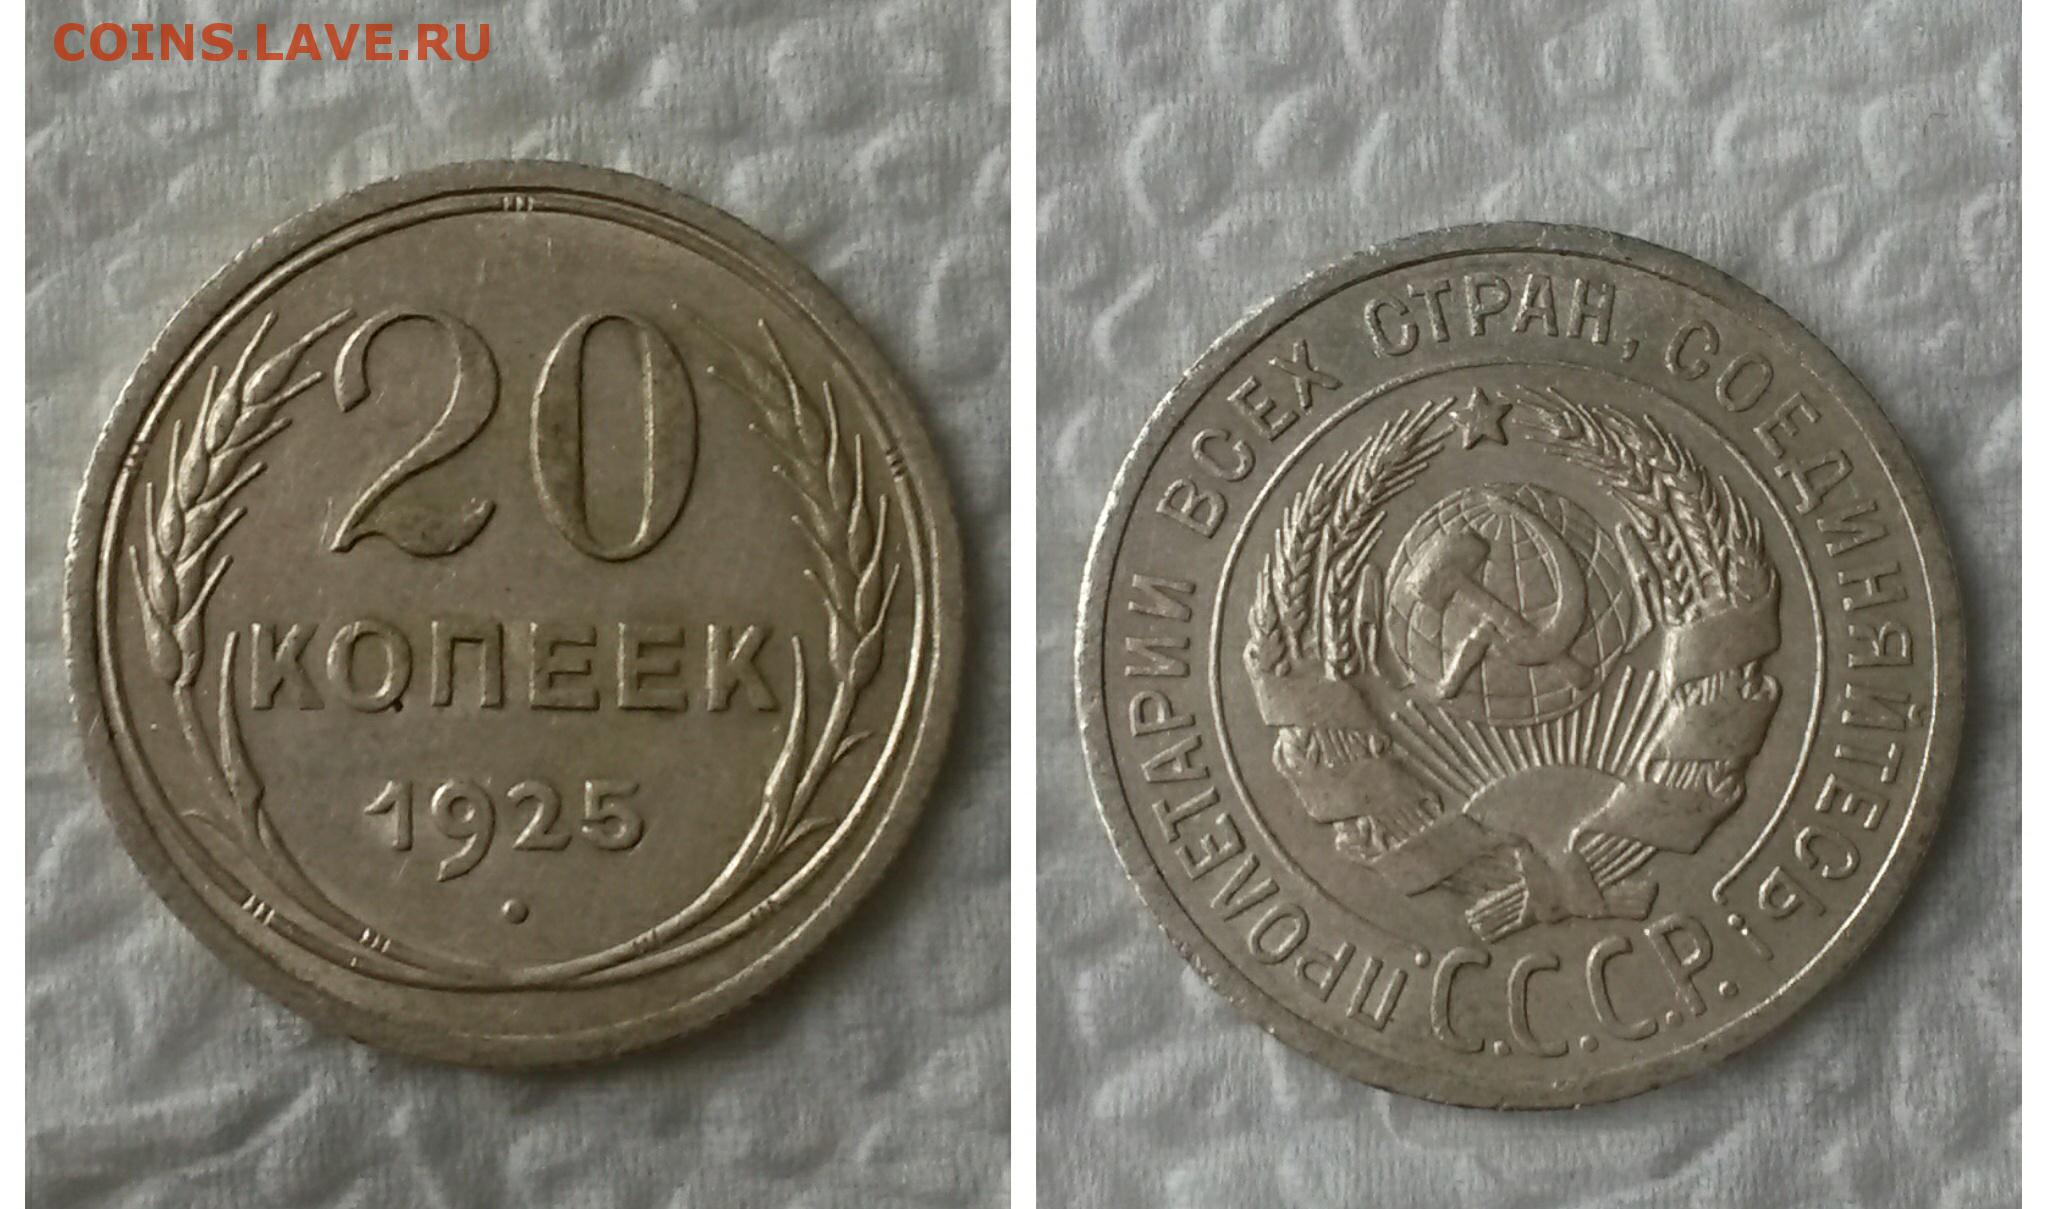 COINS.LAVE.RU
20
КОПЕЕК
1925
ПРОЛЕТАРИИ ВСЕХ СТРАН, СОЕДИНЯЙТЕСЬ!
С.С.С.Р.